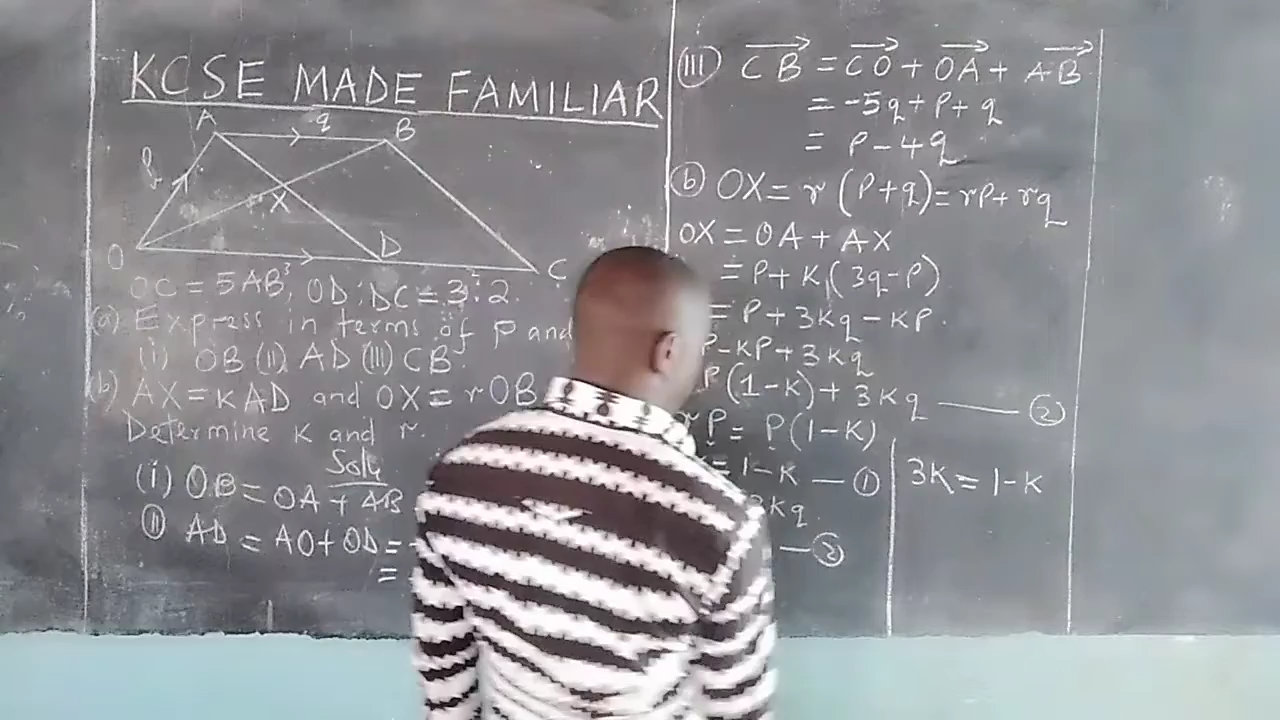 KCSE MADE FAMILIAR
A q B
P
X
O D C
OC = 5AB, OD:DC = 3:2.
(a) Express in terms of P and
(i) OB (ii) AD (iii) CB
(b) AX = KAD and OX = rOB
Determine K and r.
Soln
(i) OB = OA + AB
(ii) AD = AO + OD = -
=
(III) CB = CO + OA + AB
= -5q + P + q
= P - 4q
(b) OX = r(P+q) = rP + rq
OX = OA + AX
= P + K(3q - P)
= P + 3Kq - KP.
P - KP + 3Kq
P(1-K) + 3Kq ——— (2)
rP = P(1-K)
= 1-K — (1)
3Kq
— (2)
3K = 1-K